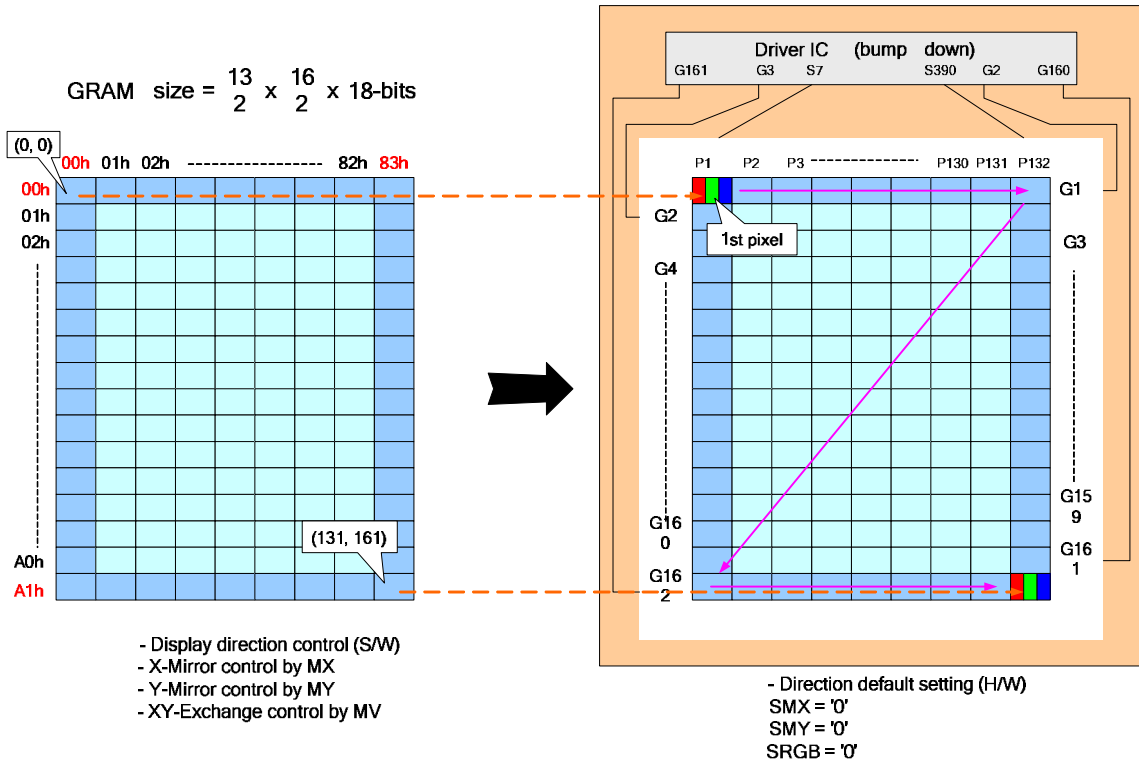 GRAM size = 13 2 x 16 2 x 18-bits
(0, 0)
00h 01h 02h 82h 83h
00h
01h
02h
A0h
A1h
(131, 161)
- Display direction control (S/W)
- X-Mirror control by MX
- Y-Mirror control by MY
- XY-Exchange control by MV
Driver IC (bump down)
G161 G3 S7 S390 G2 G160
P1 P2 P3 P130 P131 P132
G1
G2
1st pixel
G3
G4
G15
9
G16
0
G16
1
G16
2
- Direction default setting (H/W)
SMX = '0'
SMY = '0'
SRGB = '0'